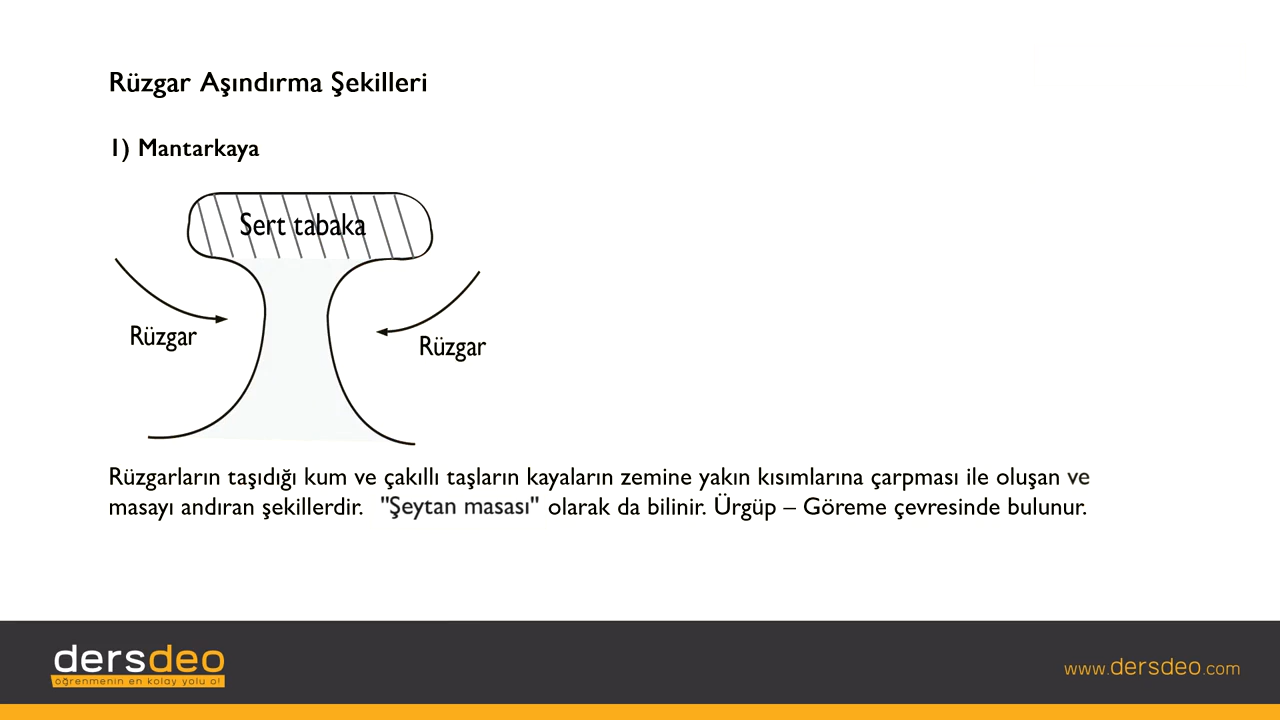 Rüzgar Aşındırma Şekilleri
1) Mantarkaya
Sert tabaka
Rüzgar
Rüzgar
Rüzgarların taşıdığı kum ve çakıllı taşların kayaların zemine yakın kısımlarına çarpması ile oluşan ve
masayı andıran şekillerdir. "Şeytan masası" olarak da bilinir. Ürgüp – Göreme çevresinde bulunur.
dersdeo
öğrenmenin en kolay yolu o!
www.dersdeo.com